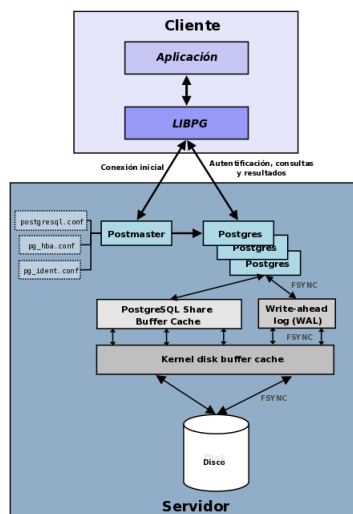 Cliente
Aplicación
LIBPG
Conexión inicial
Autentificación, consultas
y resultados
postgresql.conf
pg_hba.conf
pg_ident.conf
Postmaster
Postgres
Postgres
Postgres
FSYNC
PostgreSQL Share
Buffer Cache
Write-ahead
log (WAL)
FSYNC
Kernel disk buffer cache
FSYNC
Disco
Servidor